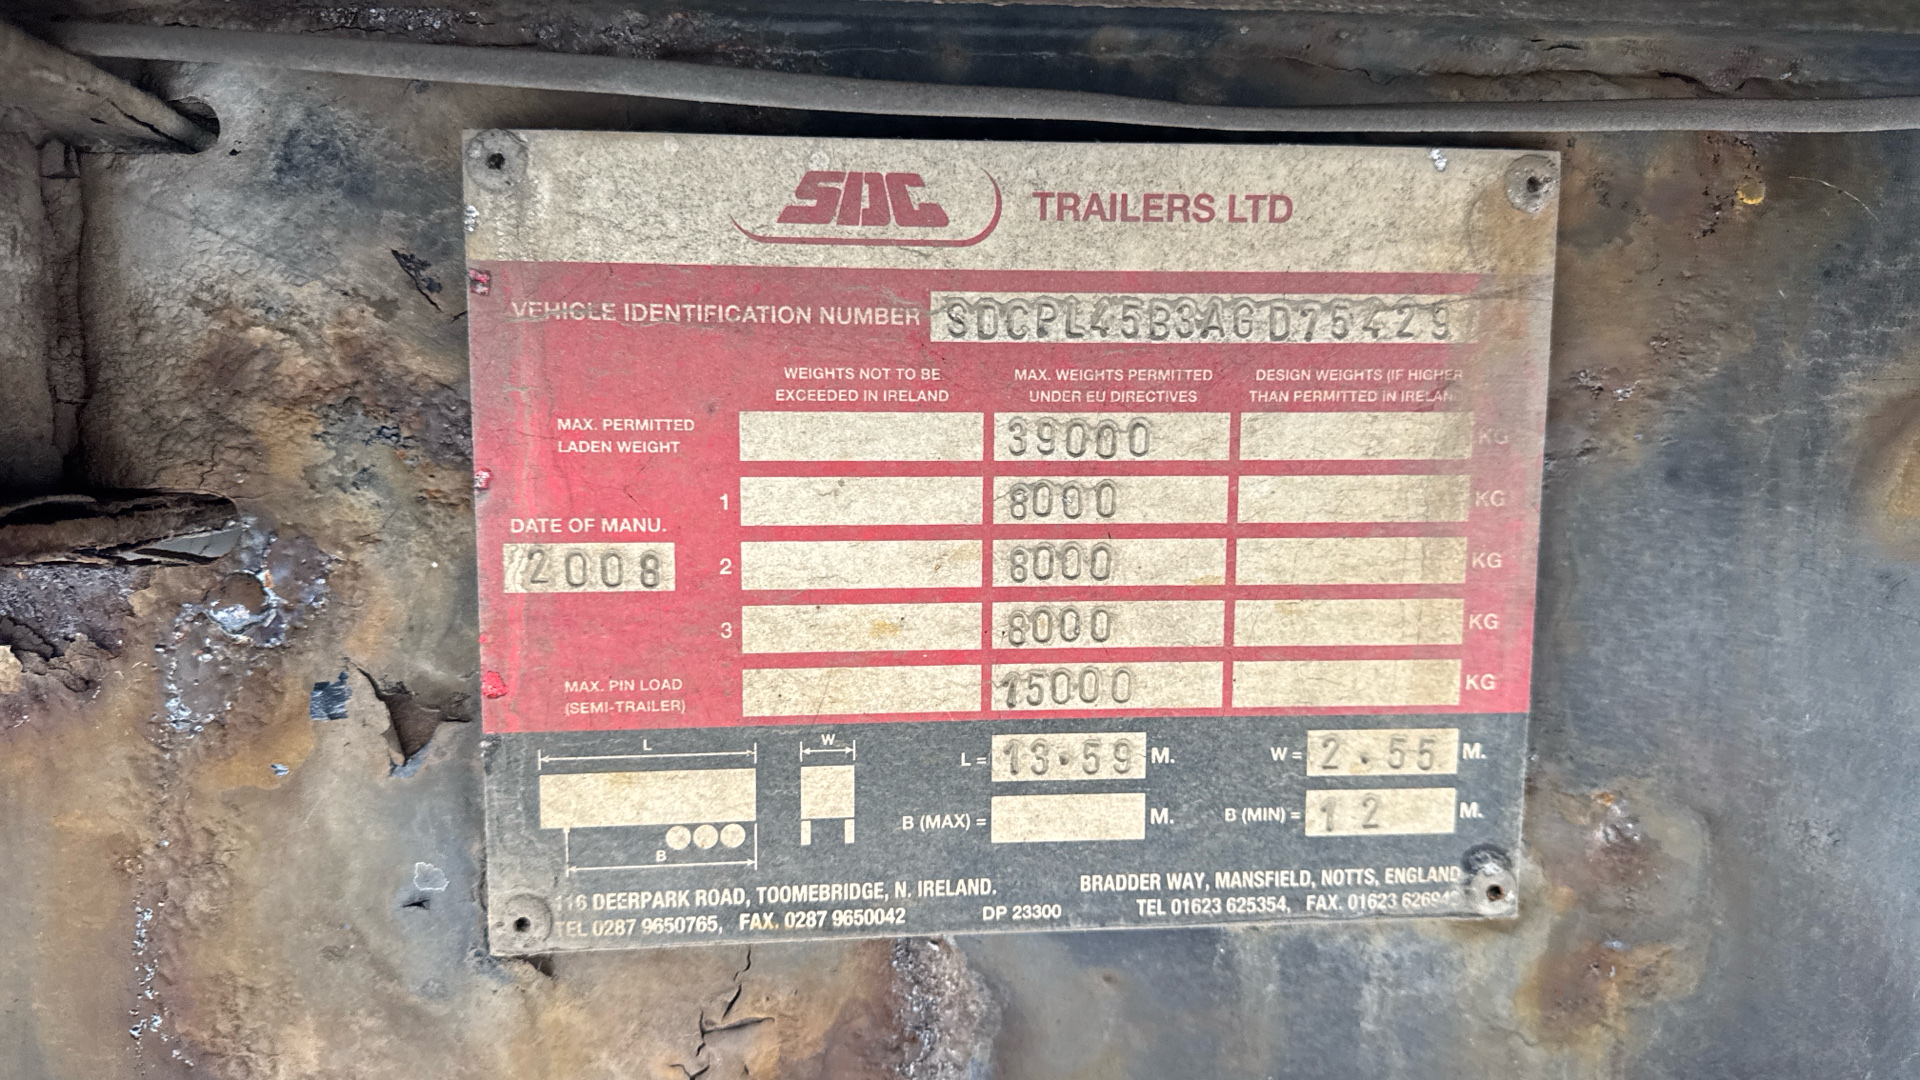 SDC TRAILERS LTD
VEHICLE IDENTIFICATION NUMBER SDCPL45B3AGD75429
WEIGHTS NOT TO BE EXCEEDED IN IRELAND
MAX. WEIGHTS PERMITTED UNDER EU DIRECTIVES
DESIGN WEIGHTS (IF HIGHER THAN PERMITTED IN
MAX. PERMITTED LADEN WEIGHT 39000 KG
1 8000 KG
DATE OF MANU.
2008
2 8000 KG
3 8000 KG
MAX. PIN LOAD (SEMI-TRAILER) 15000 KG
L W L = 13.59 M. W = 2.55 M.
B B (MAX) = M. B (MIN) = 12 M.
116 DEERPARK ROAD, TOOMEBRIDGE, N. IRELAND. BRADDER WAY, MANSFIELD, NOTTS, ENGLAND
TEL 0287 9650765, FAX. 0287 9650042 DP 23300 TEL 01623 625354, FAX. 01623